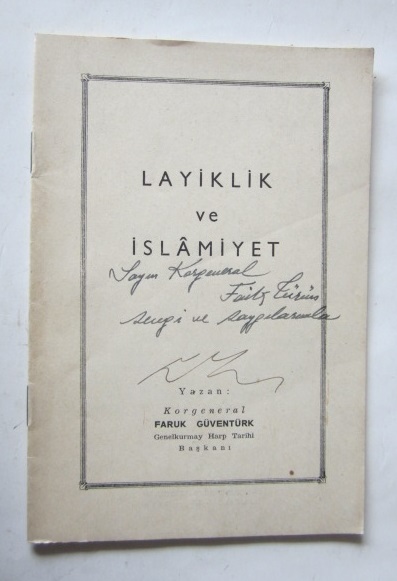 LAYİKLİK
ve
İSLÂMİYET
Sayın Korgeneral
Faik Türün
sevgi ve saygılarımla
Yazan:
Korgeneral
FARUK GÜVENTÜRK
Genelkurmay Harp Tarihi
Başkanı